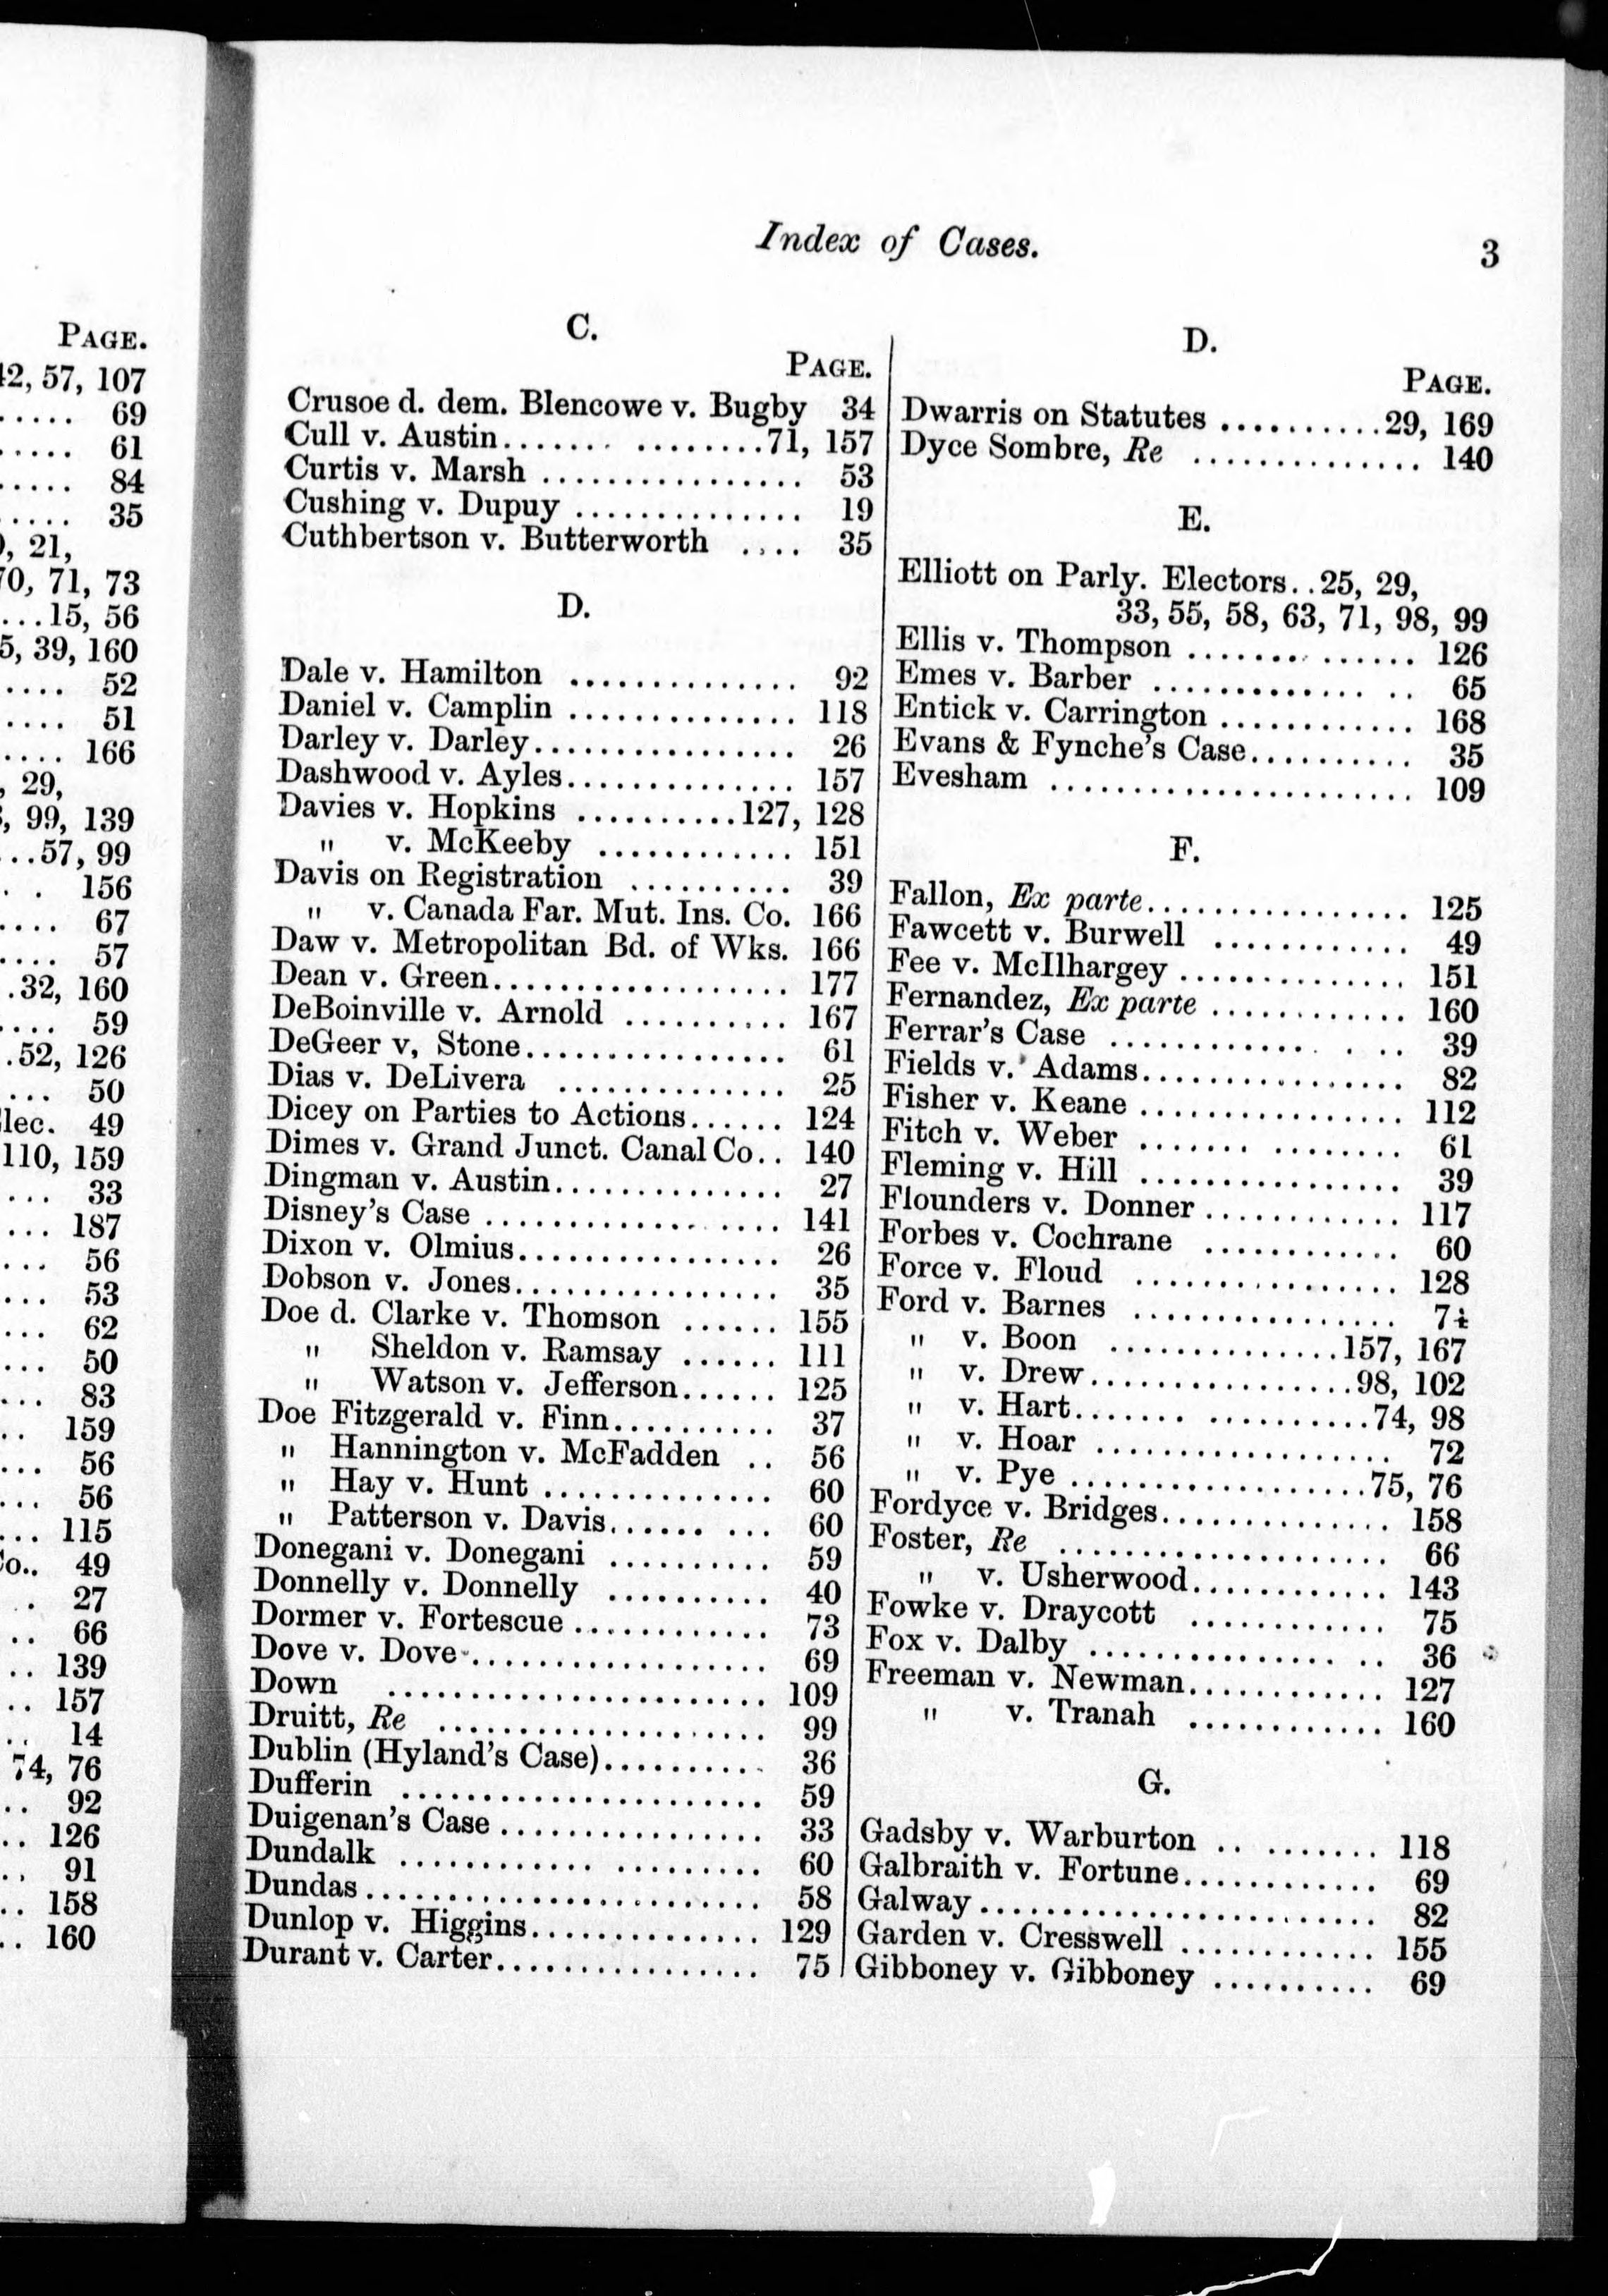 PAGE.
42, 57, 107
..... 69
..... 61
..... 84
..... 35
, 21,
70, 71, 73
...15, 56
5, 39, 160
.... 52
.... 51
.... 166
, 29,
, 99, 139
...57, 99
. . 156
.... 67
.... 57
.32, 160
.... 59
.52, 126
... 50
lec. 49
110, 159
... 33
... 187
... 56
... 53
... 62
... 50
... 83
.. 159
... 56
... 56
... 115
o.. 49
. 27
.. 66
.. 139
.. 157
.. 14
74, 76
.. 92
.. 126
.. 91
.. 158
.. 160
Index of Cases. 3
C.
PAGE.
Crusoe d. dem. Blencowe v. Bugby 34
Cull v. Austin....... ........71, 157
Curtis v. Marsh ................ 53
Cushing v. Dupuy .............. 19
Cuthbertson v. Butterworth .... 35
D.
Dale v. Hamilton .............. 92
Daniel v. Camplin .............. 118
Darley v. Darley................ 26
Dashwood v. Ayles.............. 157
Davies v. Hopkins ..........127, 128
" v. McKeeby ............ 151
Davis on Registration .......... 39
" v. Canada Far. Mut. Ins. Co. 166
Daw v. Metropolitan Bd. of Wks. 166
Dean v. Green.................. 177
DeBoinville v. Arnold .......... 167
DeGeer v, Stone................ 61
Dias v. DeLivera .............. 25
Dicey on Parties to Actions...... 124
Dimes v. Grand Junct. Canal Co.. 140
Dingman v. Austin.............. 27
Disney's Case .................. 141
Dixon v. Olmius................ 26
Dobson v. Jones................ 35
Doe d. Clarke v. Thomson ...... 155
" Sheldon v. Ramsay ...... 111
" Watson v. Jefferson...... 125
Doe Fitzgerald v. Finn.......... 37
" Hannington v. McFadden .. 56
" Hay v. Hunt .............. 60
" Patterson v. Davis...... ... 60
Donegani v. Donegani .......... 59
Donnelly v. Donnelly .......... 40
Dormer v. Fortescue ............ 73
Dove v. Dove.................. 69
Down ....................... 109
Druitt, Re .................... 99
Dublin (Hyland's Case).......... 36
Dufferin ...................... 59
Duigenan's Case ................ 33
Dundalk ............ ......... 60
Dundas........................ 58
Dunlop v. Higgins.............. 129
Durant v. Carter................ 75
D.
PAGE.
Dwarris on Statutes ..........29, 169
Dyce Sombre, Re .............. 140
E.
Elliott on Parly. Electors..25, 29,
33, 55, 58, 63, 71, 98, 99
Ellis v. Thompson .............. 126
Emes v. Barber ............. .. 65
Entick v. Carrington ............ 168
Evans & Fynche's Case.......... 35
Evesham ...................... 109
F.
Fallon, Ex parte................ 125
Fawcett v. Burwell ............ 49
Fee v. McIlhargey .............. 151
Fernandez, Ex parte ............ 160
Ferrar's Case ............. . .. 39
Fields v. Adams................ 82
Fisher v. Keane ................ 112
Fitch v. Weber ....... ........ 61
Fleming v. Hill ................ 39
Flounders v. Donner ............ 117
Forbes v. Cochrane ............ 60
Force v. Floud ................ 128
Ford v. Barnes ................ 7
" v. Boon ..............157, 167
" v. Drew................98, 102
" v. Hart....... ..........74, 98
" v. Hoar .................. 72
" v. Pye ..................75, 76
Fordyce v. Bridges.............. 158
Foster, Re .................... 66
" v. Usherwood............ 143
Fowke v. Draycott ............ 75
Fox v. Dalby ............... .. 36
Freeman v. Newman............ 127
" v. Tranah ............ 160
G.
Gadsby v. Warburton .. ....... 118
Galbraith v. Fortune............ 69
Galway........................ 82
Garden v. Cresswell ............ 155
Gibboney v. Gibboney .......... 69